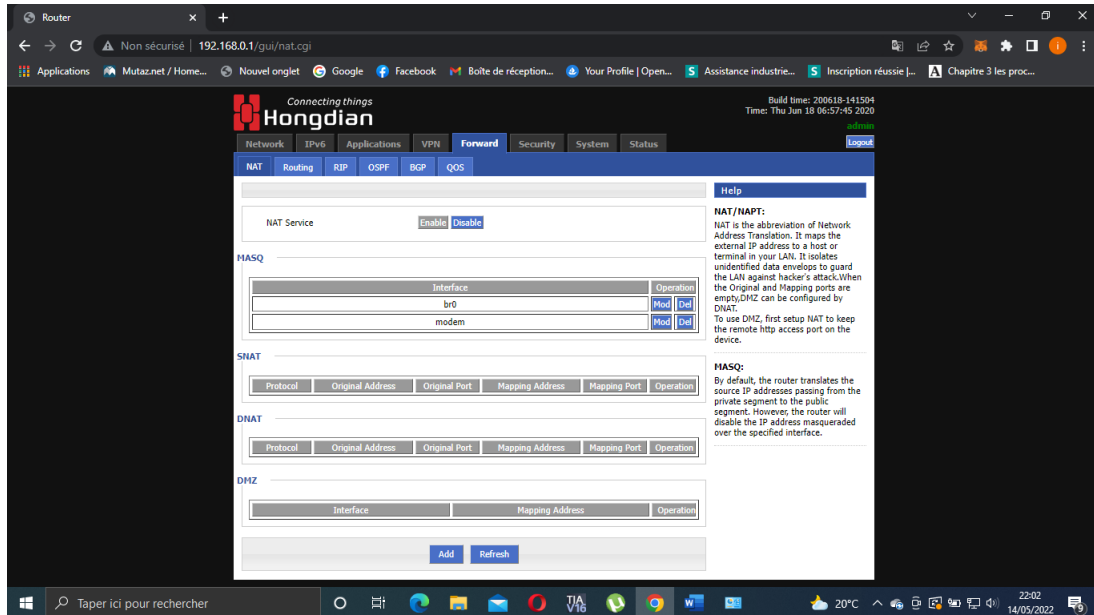 Router
Non sécurisé | 192.168.0.1/gui/nat.cgi
Applications Mutaz.net / Home... Nouvel onglet Google Facebook Boîte de réception... Your Profile | Open... Assistance industrie... Inscription réussie |... Chapitre 3 les proc...
Connecting things
Hongdian
Build time: 200618-141504
Time: Thu Jun 18 06:57:45 2020
admin
Logout
Network IPv6 Applications VPN Forward Security System Status
NAT Routing RIP OSPF BGP QOS
NAT Service Enable Disable
MASQ
Interface Operation
br0 Mod Del
modem Mod Del
SNAT
Protocol Original Address Original Port Mapping Address Mapping Port Operation
DNAT
Protocol Original Address Original Port Mapping Address Mapping Port Operation
DMZ
Interface Mapping Address Operation
Add Refresh
Help
NAT/NAPT:
NAT is the abbreviation of Network
Address Translation. It maps the
external IP address to a host or
terminal in your LAN. It isolates
unidentified data envelops to guard
the LAN against hacker's attack.When
the Original and Mapping ports are
empty,DMZ can be configured by
DNAT.
To use DMZ, first setup NAT to keep
the remote http access port on the
device.
MASQ:
By default, the router translates the
source IP addresses passing from the
private segment to the public
segment. However, the router will
disable the IP address masqueraded
over the specified interface.
Taper ici pour rechercher
20°C
22:02
14/05/2022